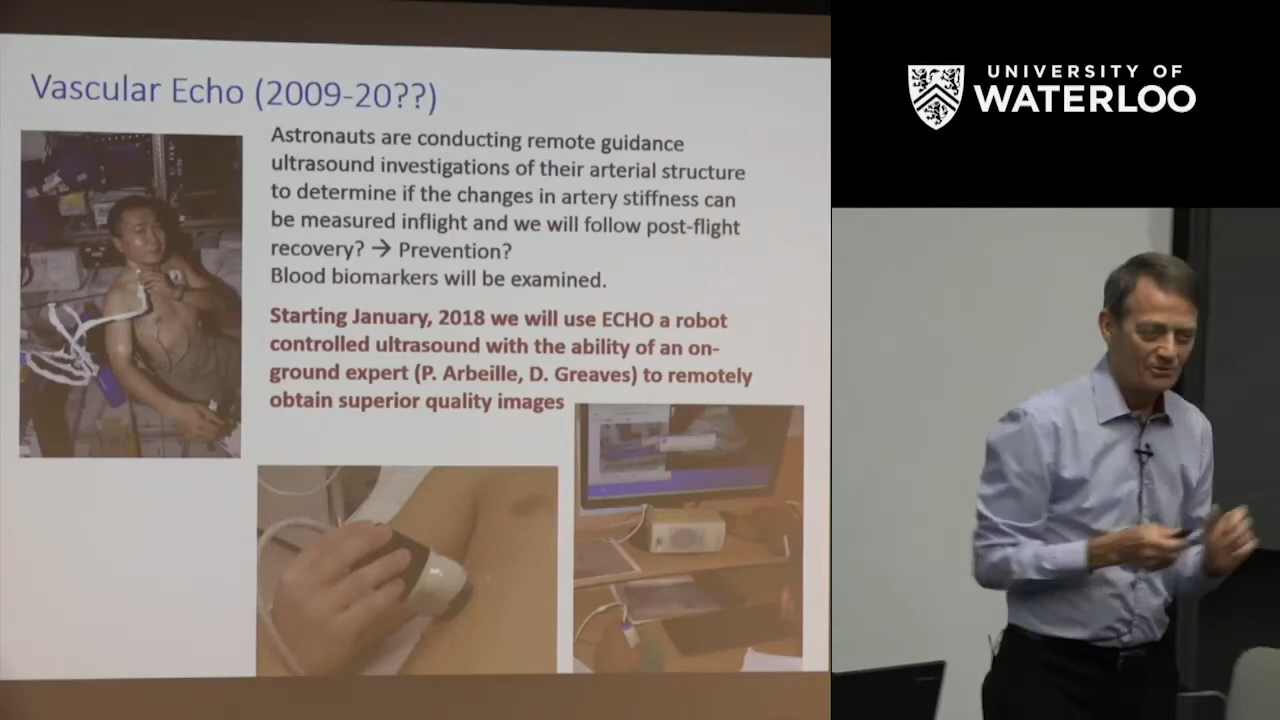 Vascular Echo (2009-20??)
Astronauts are conducting remote guidance
ultrasound investigations of their arterial structure
to determine if the changes in artery stiffness can
be measured inflight and we will follow post-flight
recovery? → Prevention?
Blood biomarkers will be examined.
Starting January, 2018 we will use ECHO a robot
controlled ultrasound with the ability of an on-
ground expert (P. Arbeille, D. Greaves) to remotely
obtain superior quality images
UNIVERSITY OF
WATERLOO